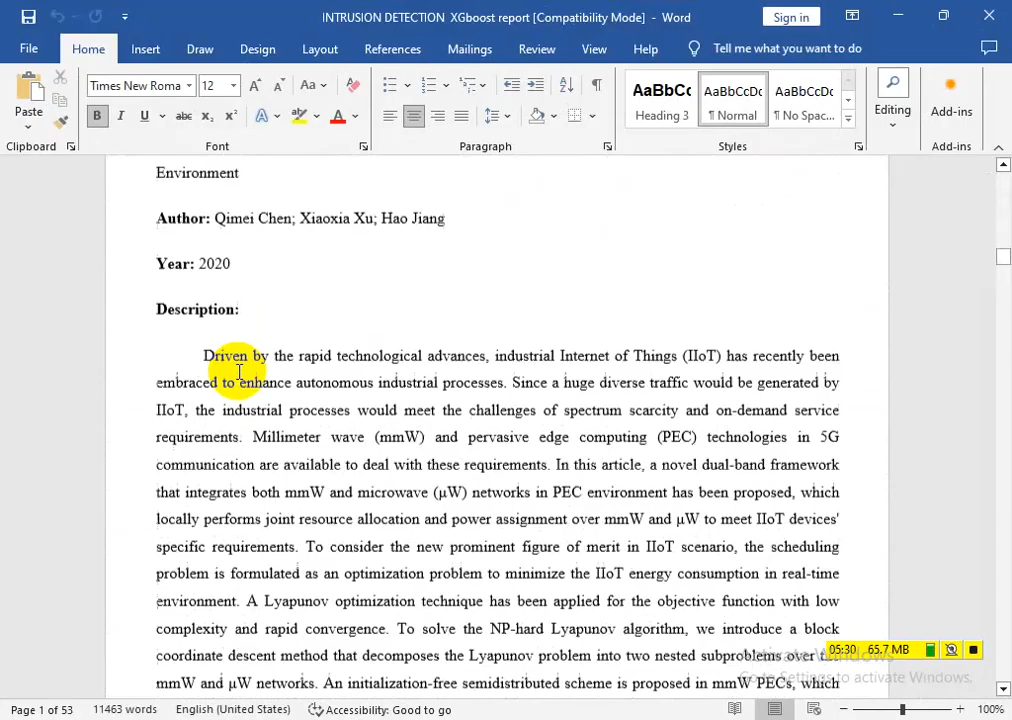 INTRUSION DETECTION XGboost report [Compatibility Mode] - Word
Sign in
File Home Insert Draw Design Layout References Mailings Review View Help Tell me what you want to do
Times New Roma 12
Paste
Editing
Add-ins
AaBbCc AaBbCcDc AaBbCcDc
Heading 3 ¶ Normal ¶ No Spac...
Clipboard Font Paragraph Styles Add-ins
Environment
Author: Qimei Chen; Xiaoxia Xu; Hao Jiang
Year: 2020
Description:
Driven by the rapid technological advances, industrial Internet of Things (IIoT) has recently been
embraced to enhance autonomous industrial processes. Since a huge diverse traffic would be generated by
IIoT, the industrial processes would meet the challenges of spectrum scarcity and on-demand service
requirements. Millimeter wave (mmW) and pervasive edge computing (PEC) technologies in 5G
communication are available to deal with these requirements. In this article, a novel dual-band framework
that integrates both mmW and microwave (μW) networks in PEC environment has been proposed, which
locally performs joint resource allocation and power assignment over mmW and μW to meet IIoT devices'
specific requirements. To consider the new prominent figure of merit in IIoT scenario, the scheduling
problem is formulated as an optimization problem to minimize the IIoT energy consumption in real-time
environment. A Lyapunov optimization technique has been applied for the objective function with low
complexity and rapid convergence. To solve the NP-hard Lyapunov algorithm, we introduce a block
coordinate descent method that decomposes the Lyapunov problem into two nested subproblems over
mmW and μW networks. An initialization-free semidistributed scheme is proposed in mmW PECs, which
05:30 65.7 MB
Activate Windows
Go to Settings to activate Windows.
Page 1 of 53 11463 words English (United States) Accessibility: Good to go 100%